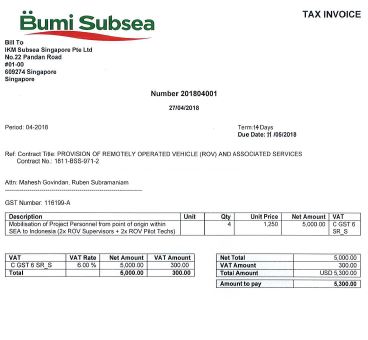 Bumi Subsea
TAX INVOICE
Bill To
IKM Subsea Singapore Pte Ltd
No.22 Pandan Road
#01-00
609274 Singapore
Singapore
Number 201804001
27/04/2018
Period: 04-2018
Term: 14 Days
Due Date: 11 /05/2018
Ref: Contract Title: PROVISION OF REMOTELY OPERATED VEHICLE (ROV) AND ASSOCIATED SERVICES
Contract No.: 1811-BSS-971-2
Attn: Mahesh Govindan, Ruben Subramaniam
GST Number: 116199-A
Description Unit Qty Unit Price Net Amount VAT
Mobilisation of Project Personnel from point of origin within 4 1,250 5,000.00 C GST 6
SEA to Indonesia (2x ROV Supervisors + 2x ROV Pilot Techs) SR_S
VAT VAT Rate Net Amount VAT Amount
C GST 6 SR_S 6.00 % 5,000.00 300.00
Total 5,000.00 300.00
Net Total 5,000.00
VAT 300.00
Total Amount USD 5,300.00
Amount to pay 5,300.00